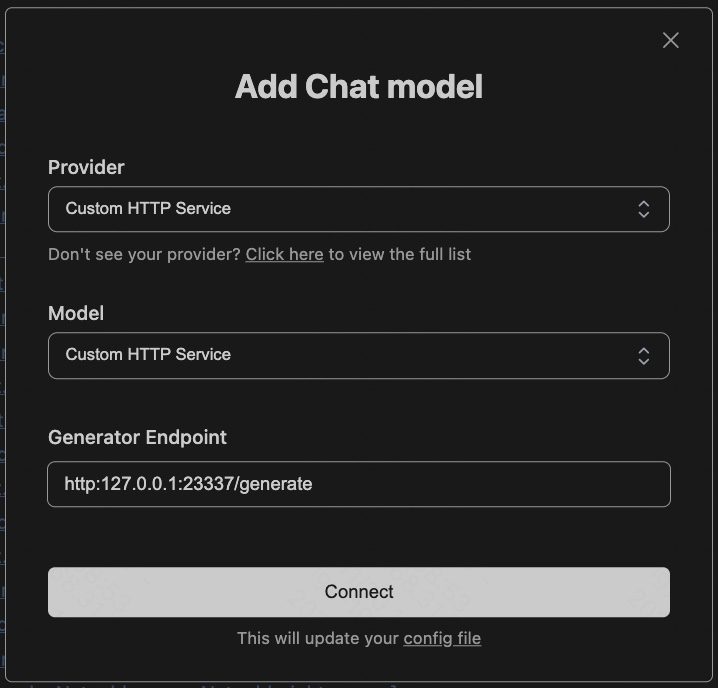 Add Chat model
Provider
Custom HTTP Service
Don't see your provider? Click here to view the full list
Model
Custom HTTP Service
Generator Endpoint
http:127.0.0.1:23337/generate
Connect
This will update your config file